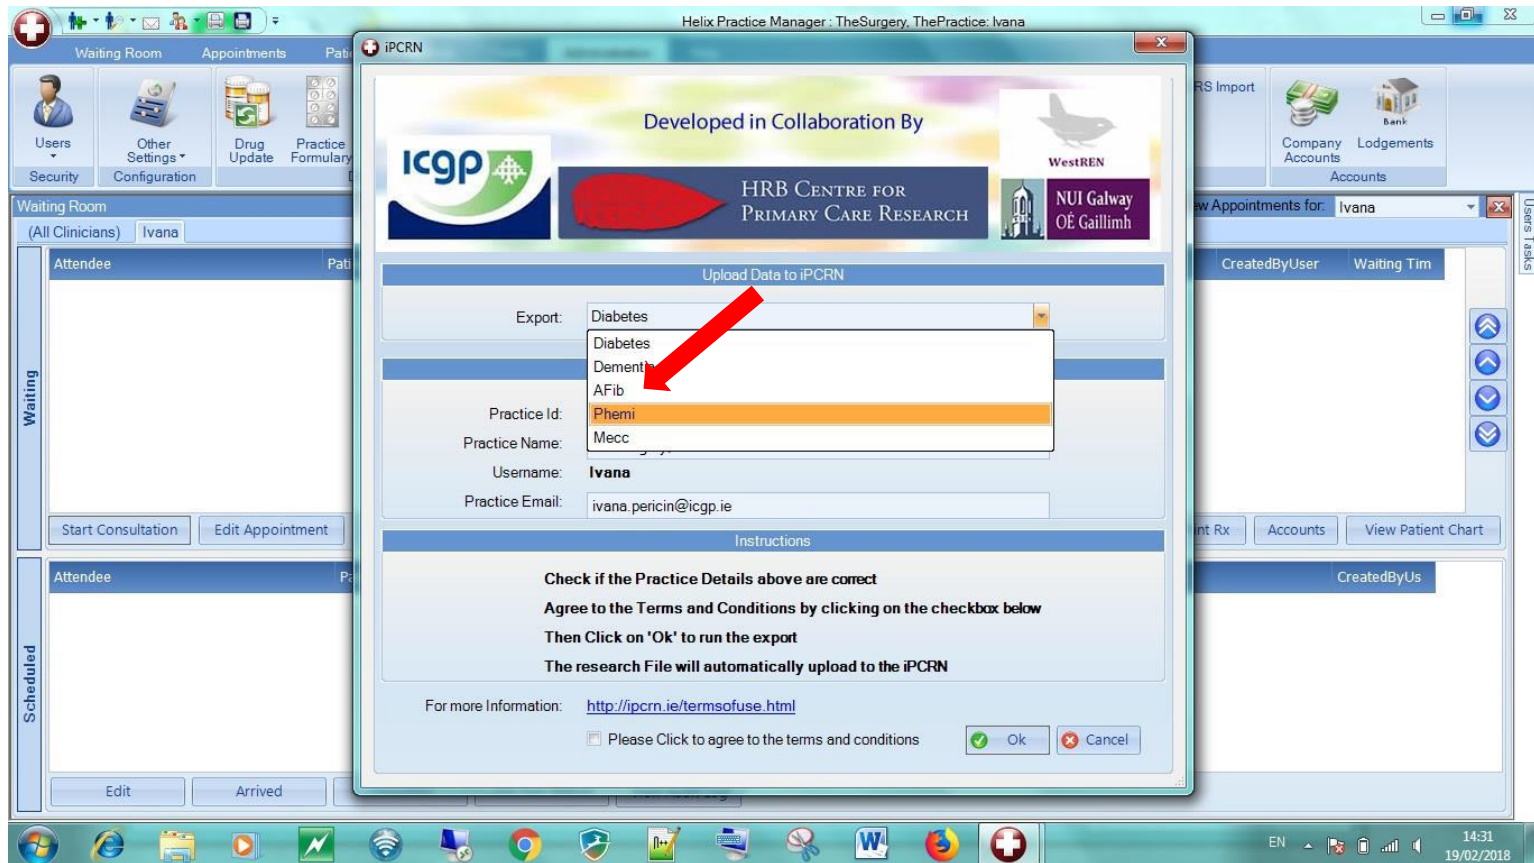 Helix Practice Manager : TheSurgery, ThePractice: Ivana
Waiting Room
Appointments
Users
Security
Other
Settings
Configuration
Drug
Update
Practice
Formulary
RS Import
Company
Accounts
Bank
Lodgements
Accounts
Waiting Room
(All Clinicians)
Ivana
Appointments for:
Ivana
Users Tasks
Attendee
CreatedByUser
Waiting Tim
Waiting
Start Consultation
Edit Appointment
Rx
Accounts
View Patient Chart
Attendee
CreatedByUs
Scheduled
Edit
Arrived
iPCRN
Developed in Collaboration By
ICGP
WestREN
HRB CENTRE FOR
PRIMARY CARE RESEARCH
NUI Galway
OÉ Gaillimh
Upload Data to iPCRN
Export:
Diabetes
Diabetes
AFib
Phemi
Mecc
Practice Id:
Practice Name:
Username:
Ivana
Practice Email:
ivana.pericin@icgp.ie
Instructions
Check if the Practice Details above are correct
Agree to the Terms and Conditions by clicking on the checkbox below
Then Click on 'Ok' to run the export
The research File will automatically upload to the iPCRN
For more Information:
http://ipcrn.ie/termsofuse.html
Please Click to agree to the terms and conditions
Ok
Cancel
EN
14:31
19/02/2018